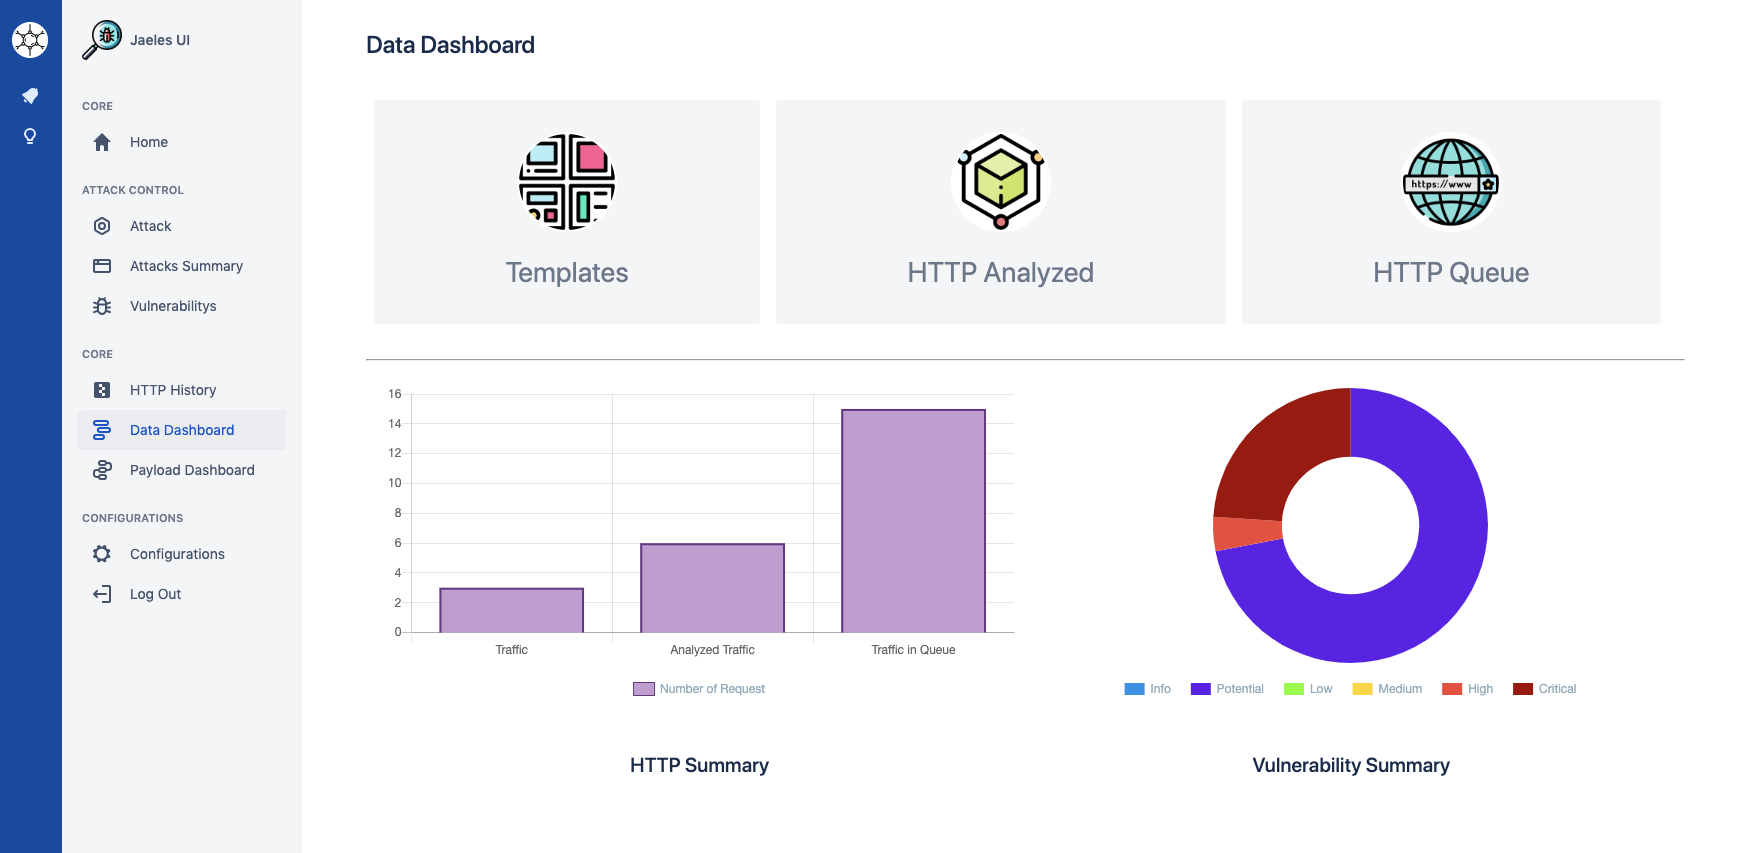 Jaeles UI
CORE
Home
ATTACK CONTROL
Attack
Attacks Summary
Vulnerabilitys
CORE
HTTP History
Data Dashboard
Payload Dashboard
CONFIGURATIONS
Configurations
Log Out
Data Dashboard
Templates
HTTP Analyzed
https://www
HTTP Queue
16
14
12
10
8
6
4
2
0
Traffic
Analyzed Traffic
Traffic in Queue
Number of Request
HTTP Summary
Info
Potential
Low
Medium
High
Critical
Vulnerability Summary